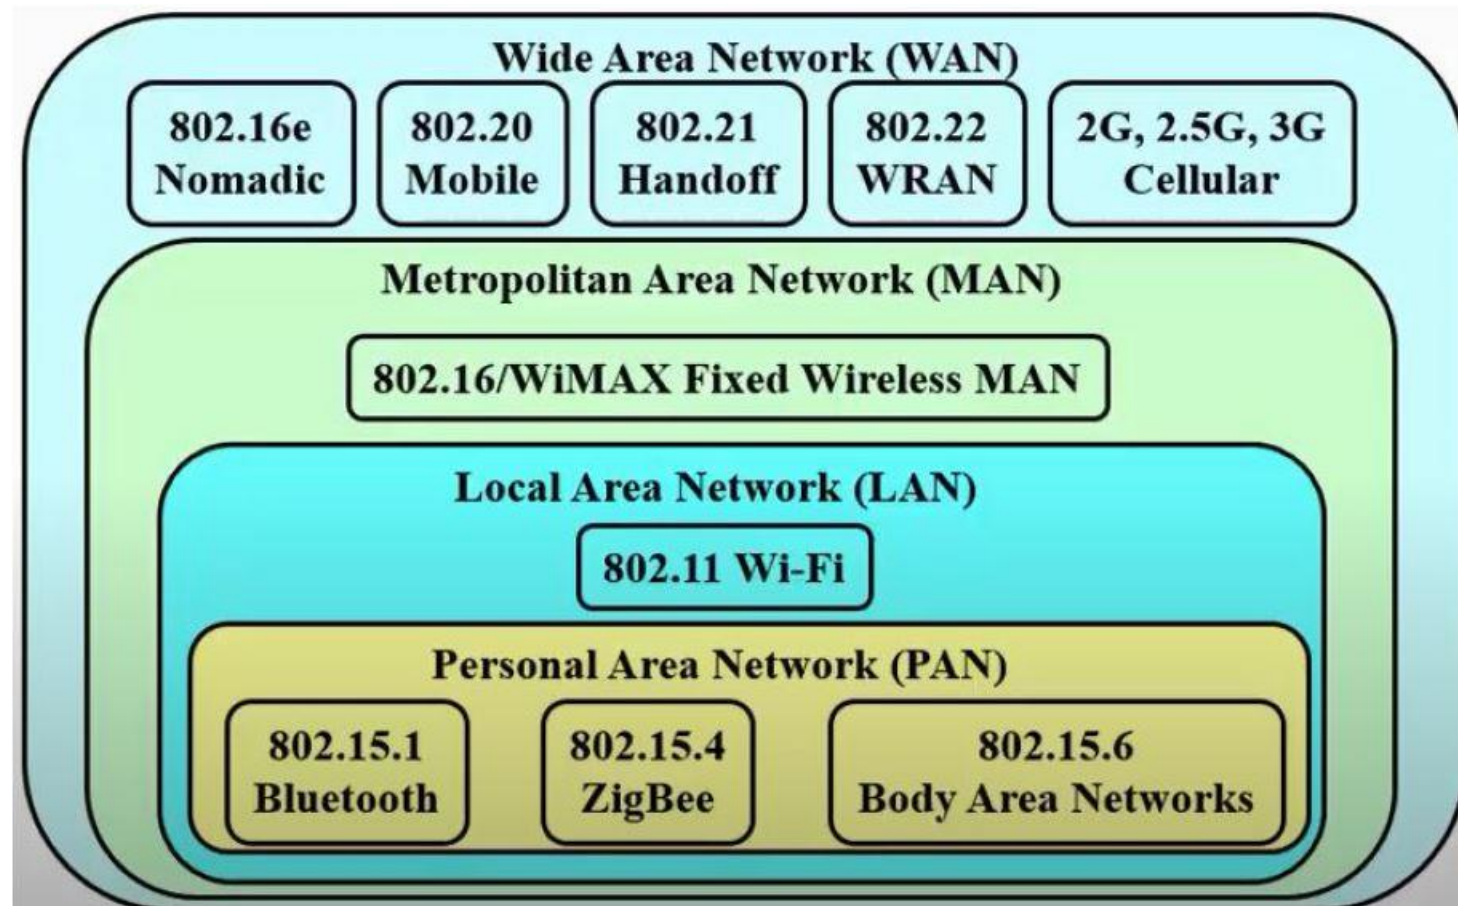 Wide Area Network (WAN)
802.16e
Nomadic
802.20
Mobile
802.21
Handoff
802.22
WRAN
2G, 2.5G, 3G
Cellular
Metropolitan Area Network (MAN)
802.16/WiMAX Fixed Wireless MAN
Local Area Network (LAN)
802.11 Wi-Fi
Personal Area Network (PAN)
802.15.1
Bluetooth
802.15.4
ZigBee
802.15.6
Body Area Networks